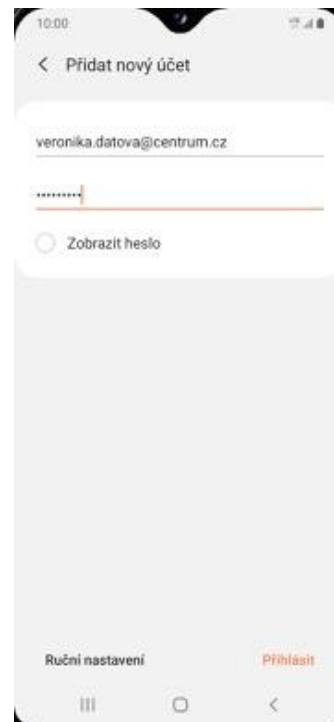 10:00
Přidat nový účet
veronika.datova@centrum.cz
•••••••••
Zobrazit heslo
Ruční nastavení
Přihlásit